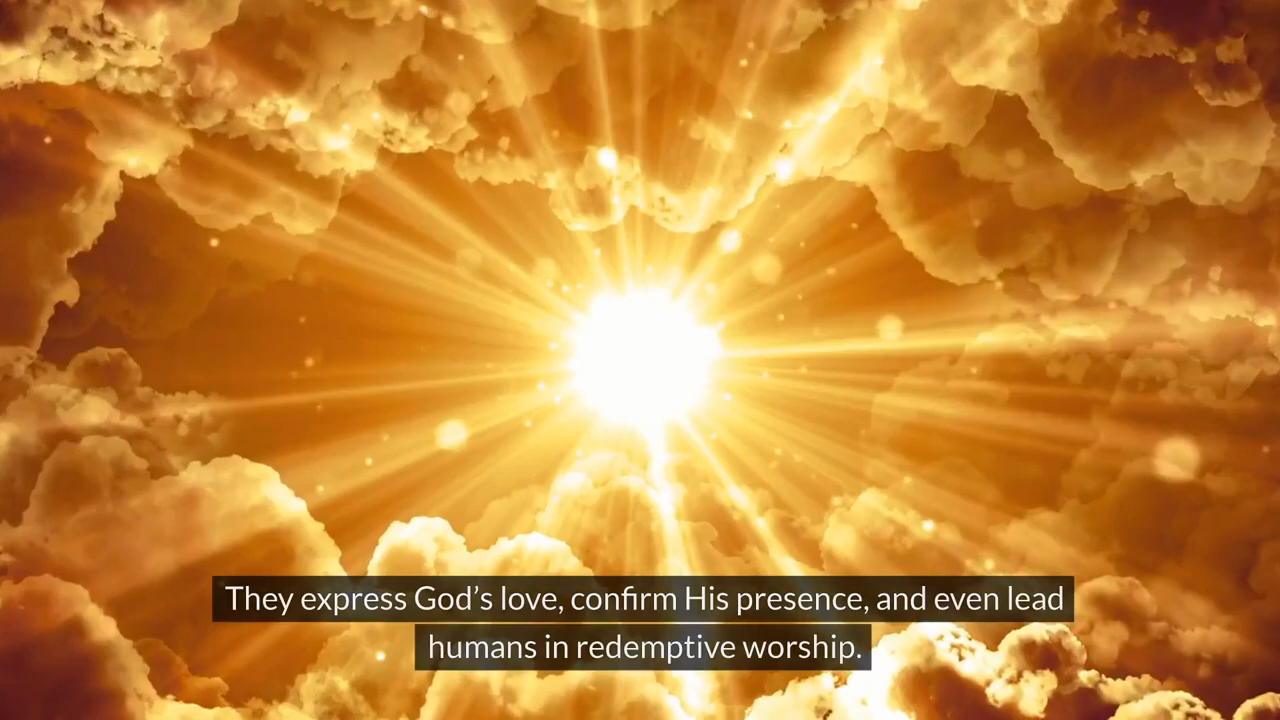 They express God’s love, confirm His presence, and even lead
humans in redemptive worship.